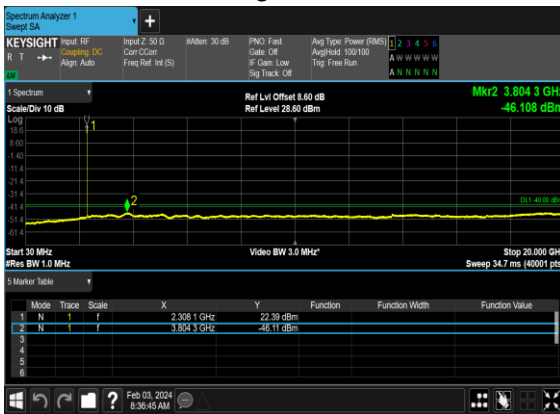 Spectrum Analyzer 1
Swept SA
KEYSIGHT Input: RF Input Z: 50 Ω #Atten: 30 dB PNO: Fast Avg Type: Power (RMS) 1 2 3 4 5 6
R T Coupling: DC Corr CCorr Gate: Off Avg|Hold: 100/100 A W W W W W
Align: Auto Freq Ref: Int (S) IF Gain: Low Trig: Free Run
LV Sig Track: Off A N N N N N
1 Spectrum Ref Lvl Offset 8.60 dB Mkr2 3.804 3 GHz
Scale/Div 10 dB Ref Level 28.60 dBm -46.108 dBm
Log
18.6 1
8.60
-1.40
-11.4
-21.4
-31.4 DL1 -40.00 dBm
-41.4 2
-51.4
-61.4
Start 30 MHz Video BW 3.0 MHz* Stop 20.000 GHz
#Res BW 1.0 MHz Sweep 34.7 ms (40001 pts)
5 Marker Table
Mode Trace Scale X Y Function Function Width Function Value
1 N 1 f 2.308 1 GHz 22.39 dBm
2 N 1 f 3.804 3 GHz -46.11 dBm
3
4
5
6
? Feb 03, 2024
8:36:45 AM